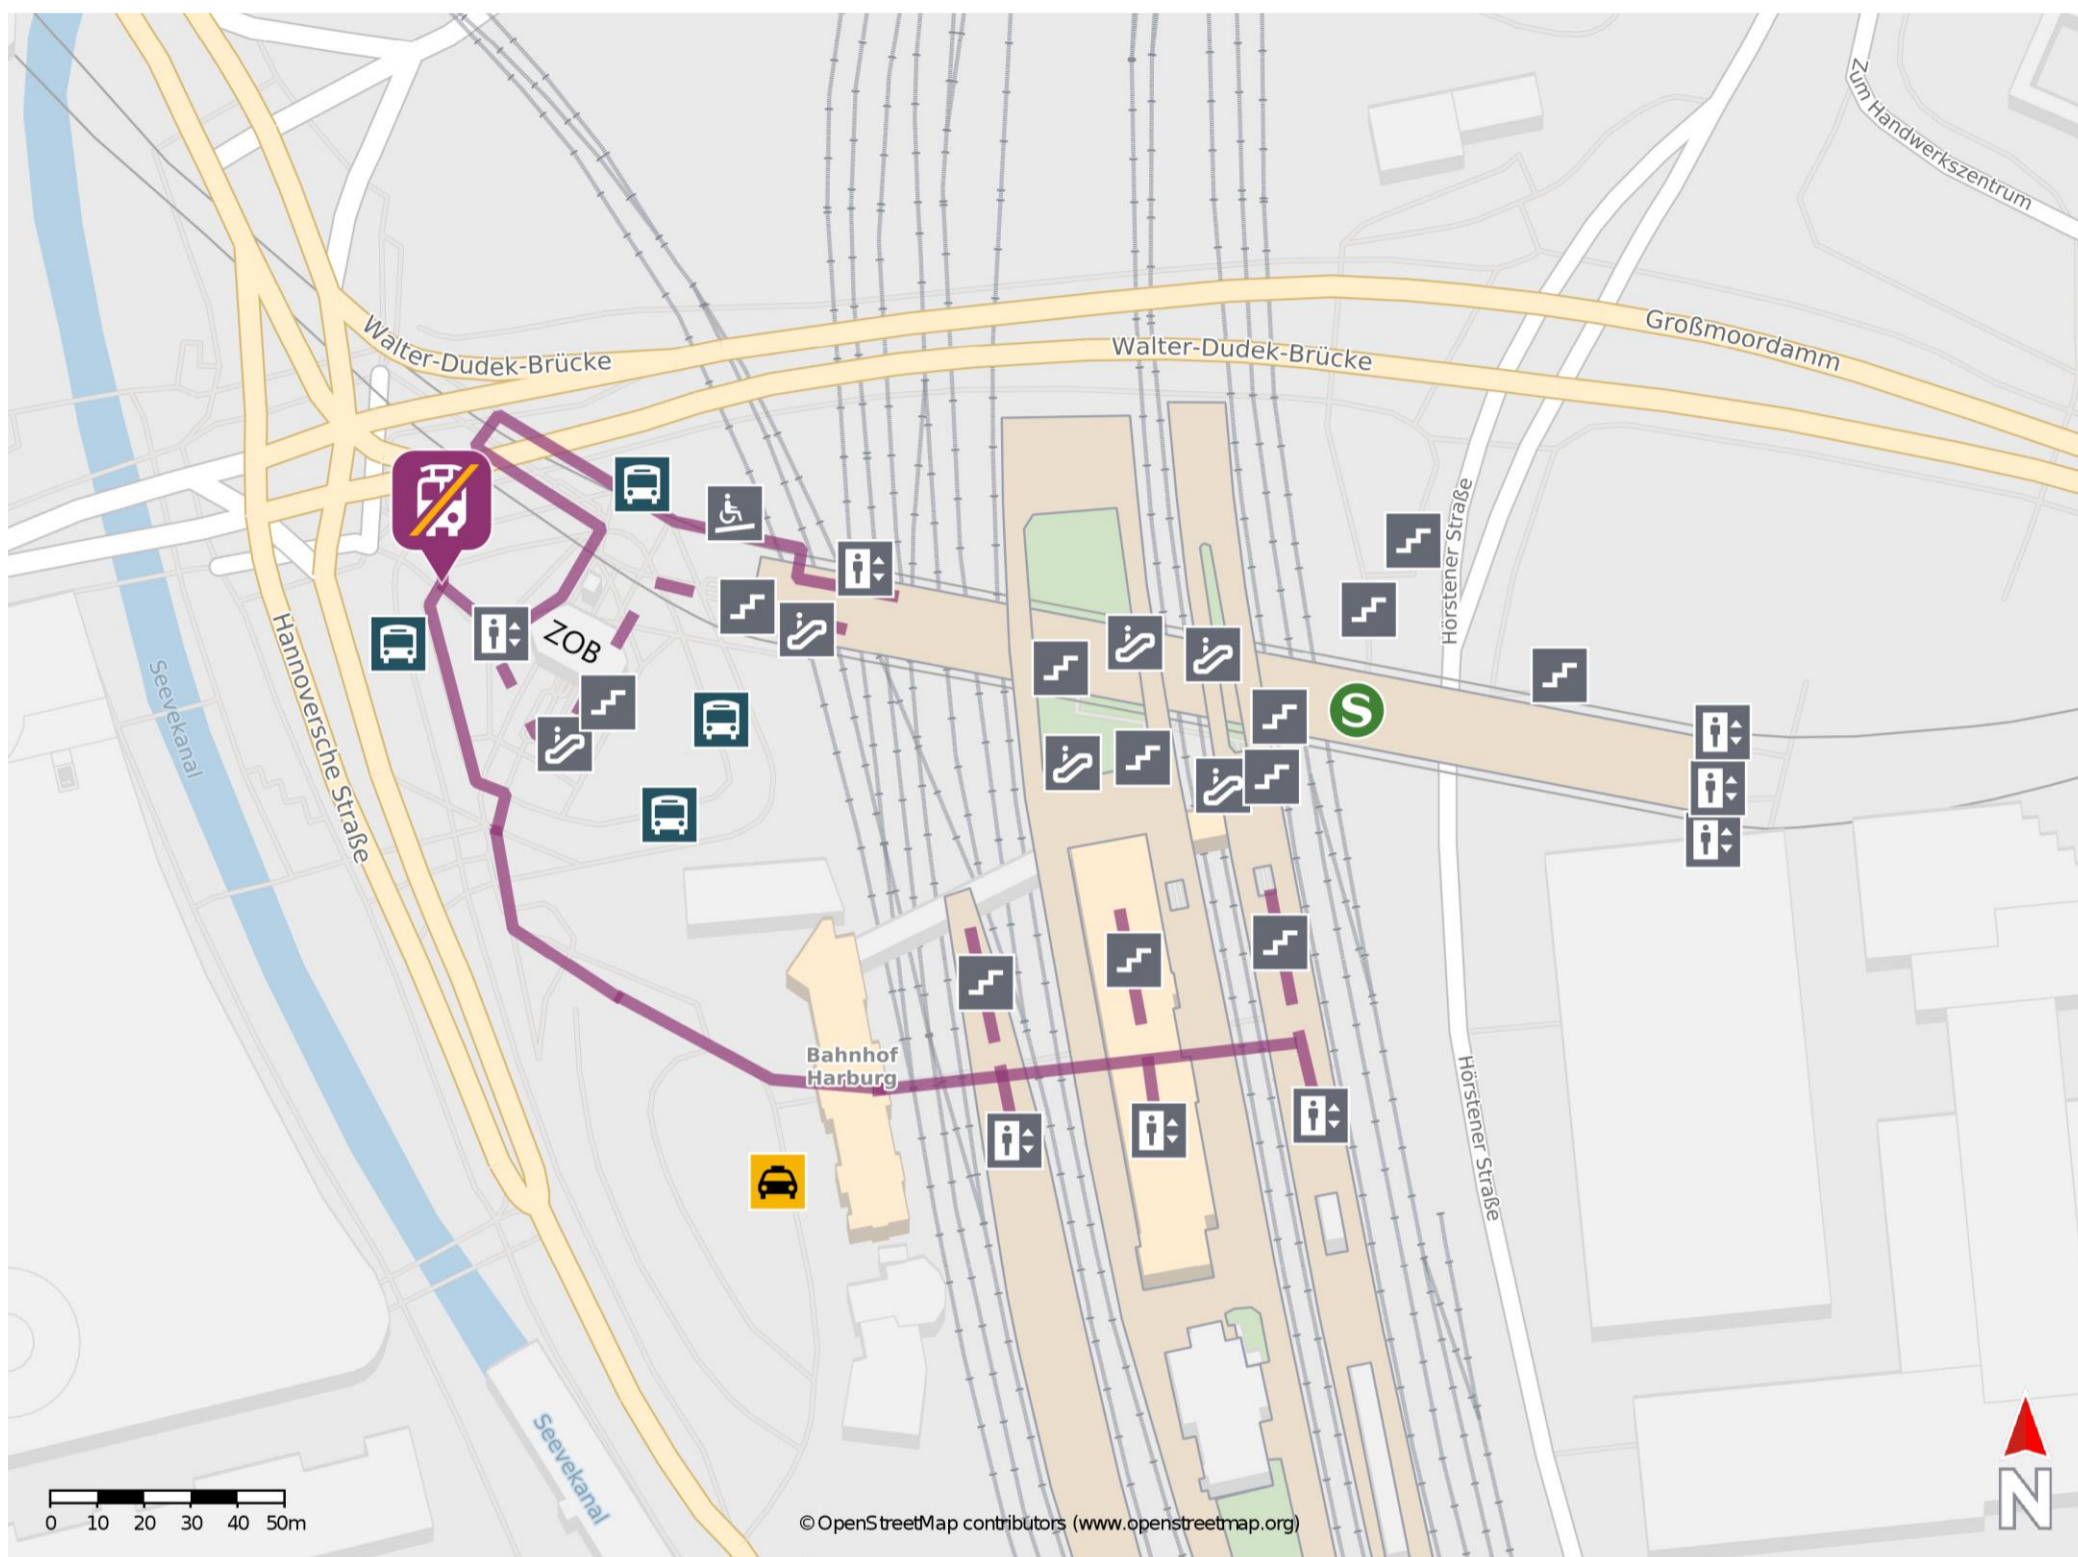 Zum Handwerkszentrum
Walter-Dudek-Brücke
Walter-Dudek-Brücke
Großmoordamm
Hörstener Straße
Hannoversche Straße
Seevekanal
ZOB
S
Bahnhof
Harburg
Hörstener Straße
Seevekanal
0 10 20 30 40 50m
© OpenStreetMap contributors (www.openstreetmap.org)
N